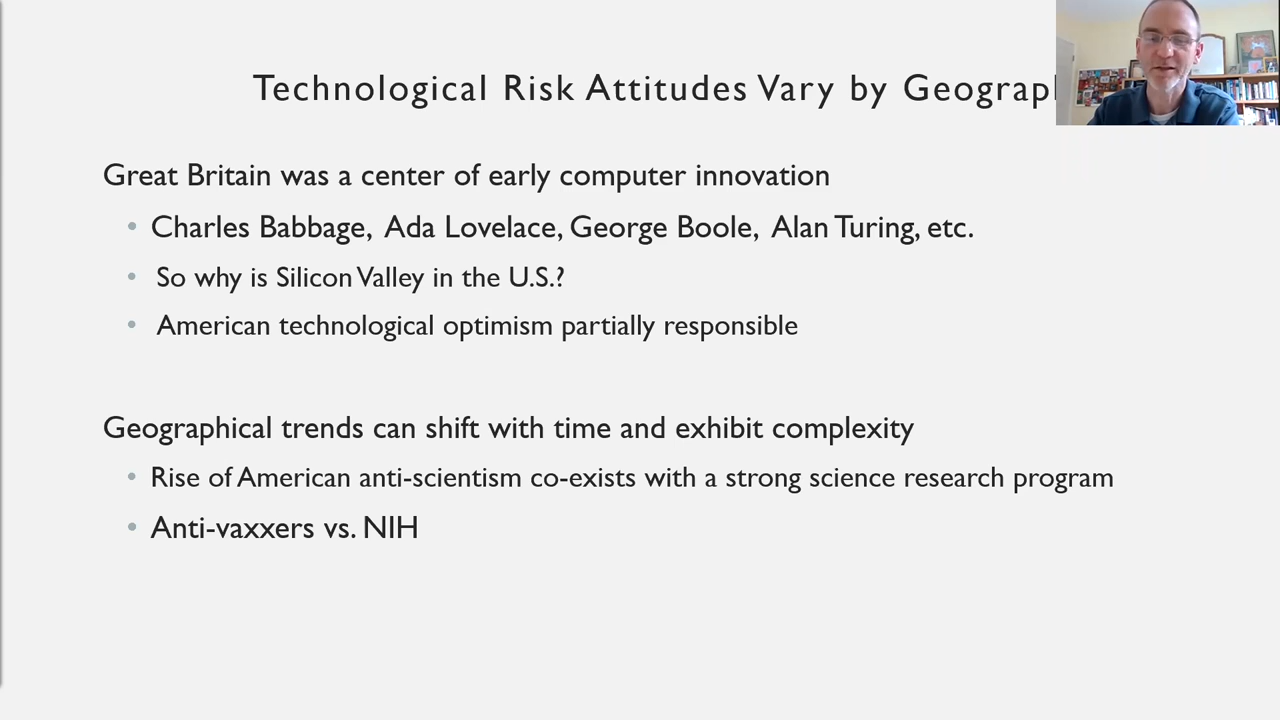 Technological Risk Attitudes Vary by
Great Britain was a center of early computer innovation
• Charles Babbage, Ada Lovelace, George Boole, Alan Turing, etc.
• So why is Silicon Valley in the U.S.?
• American technological optimism partially responsible
Geographical trends can shift with time and exhibit complexity
• Rise of American anti-scientism co-exists with a strong science research program
• Anti-vaxxers vs. NIH